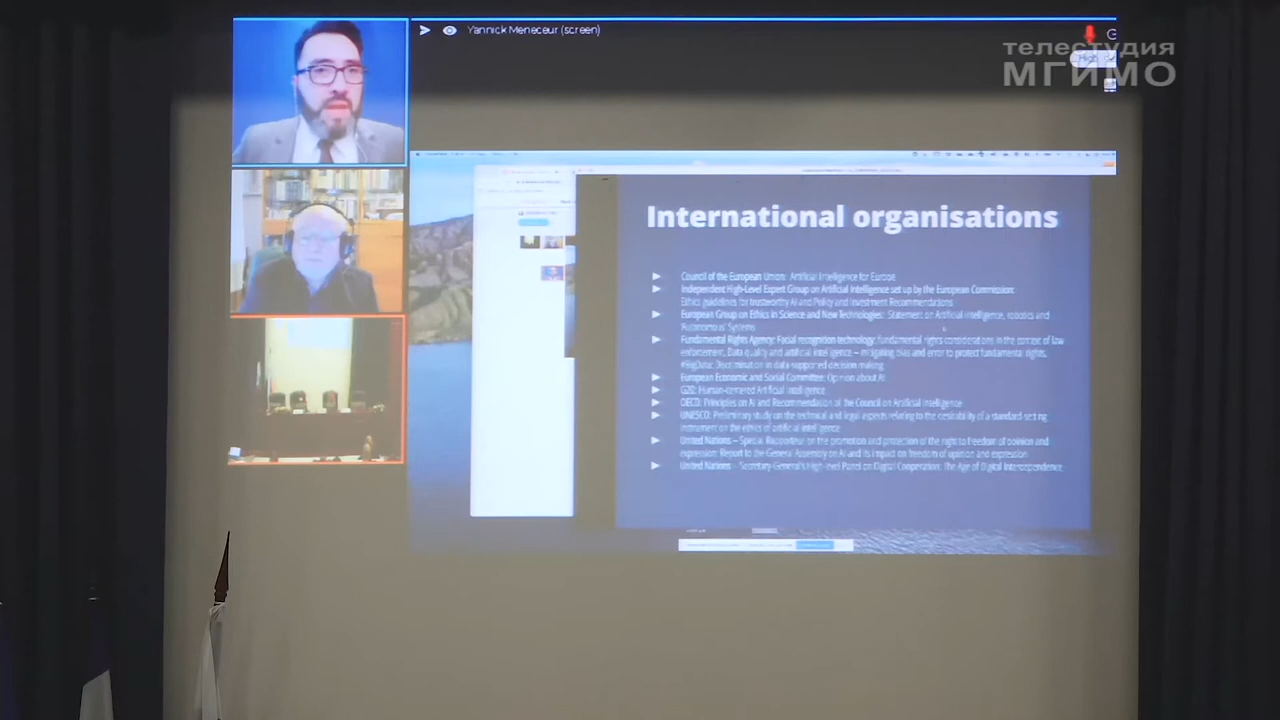 Yannick Meneceur (screen)
телестудия
МГИМО
International organisations
Council of the European Union: Artificial Intelligence for Europe
Independent High-Level Expert Group on Artificial Intelligence set up by the European Commission:
Ethics guidelines for trustworthy AI and Policy and Investment Recommendations
European Group on Ethics in Science and New Technologies: Statement on Artificial Intelligence, robotics and
'Autonomous' Systems
Fundamental Rights Agency: Facial recognition technology: fundamental rights considerations in the context of law
enforcement, Data quality and artificial intelligence – mitigating bias and error to protect fundamental rights,
#BigData: Discrimination in data-supported decision making
European Economic and Social Committee: Opinion about AI
G20: Human-centered Artificial Intelligence
OECD: Principles on AI and Recommendation of the Council on Artificial Intelligence
UNESCO: Preliminary study on the technical and legal aspects relating to the desirability of a standard-setting
instrument on the ethics of artificial intelligence
United Nations – Special Rapporteur on the promotion and protection of the right to freedom of opinion and
expression: Report to the General Assembly on AI and its impact on freedom of opinion and expression
United Nations – Secretary-General's High-level Panel on Digital Cooperation: The Age of Digital Interdependence